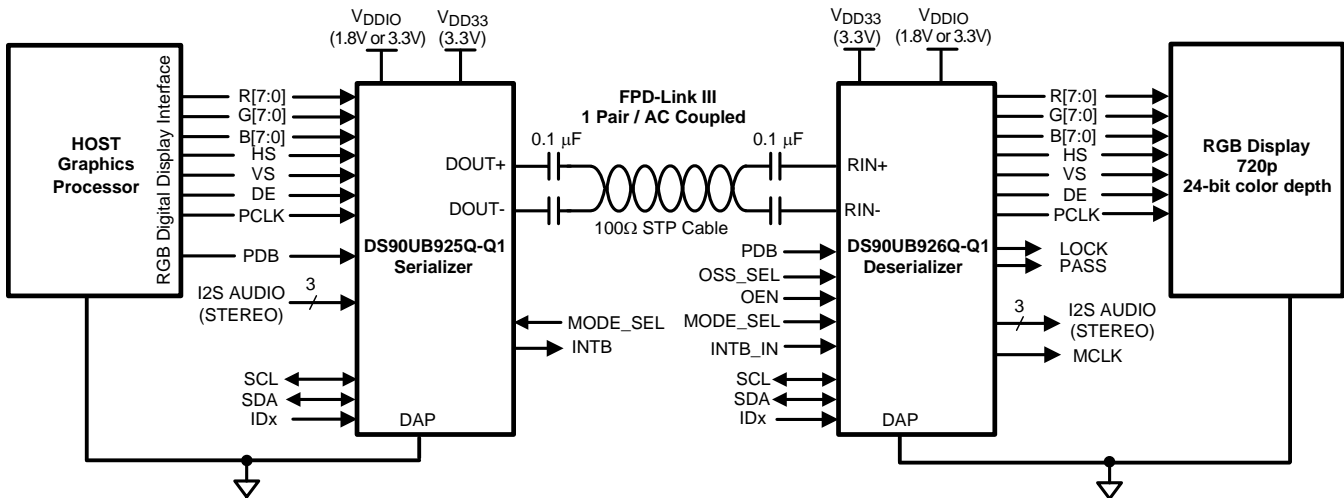 HOST
Graphics
Processor
RGB Digital Display Interface
R[7:0]
G[7:0]
B[7:0]
HS
VS
DE
PCLK
PDB
I2S AUDIO
(STEREO)
3
SCL
SDA
IDx
VDDIO
(1.8V or 3.3V)
VDD33
(3.3V)
DOUT+
DOUT-
DS90UB925Q-Q1
Serializer
MODE_SEL
INTB
DAP
FPD-Link III
1 Pair / AC Coupled
0.1 µF
0.1 µF
100Ω STP Cable
VDD33
(3.3V)
VDDIO
(1.8V or 3.3V)
RIN+
RIN-
DS90UB926Q-Q1
Deserializer
PDB
OSS_SEL
OEN
MODE_SEL
INTB_IN
SCL
SDA
IDx
DAP
R[7:0]
G[7:0]
B[7:0]
HS
VS
DE
PCLK
LOCK
PASS
3
I2S AUDIO
(STEREO)
MCLK
RGB Display
720p
24-bit color depth